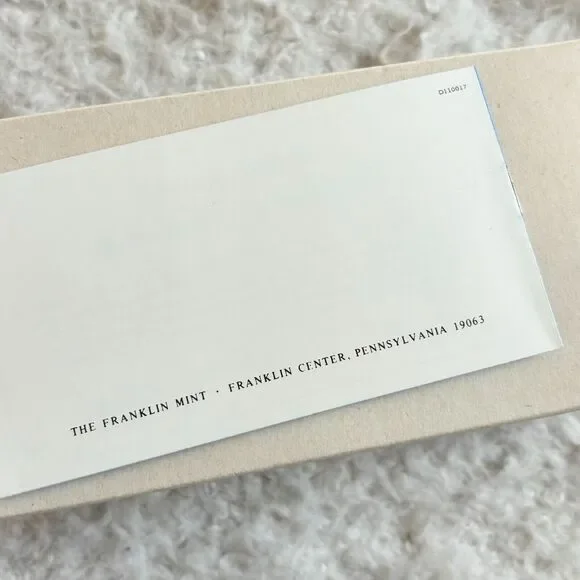 D110017
THE FRANKLIN MINT · FRANKLIN CENTER, PENNSYLVANIA 19063